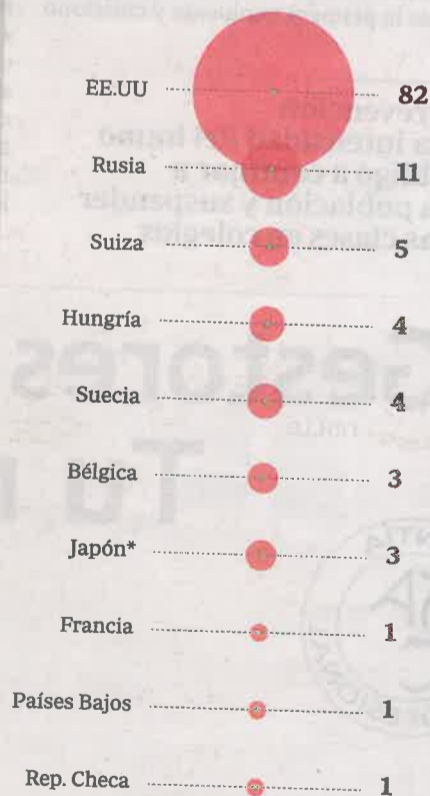 EE.UU 82
Rusia 11
Suiza 5
Hungría 4
Suecia 4
Bélgica 3
Japón* 3
Francia 1
Países Bajos 1
Rep. Checa 1